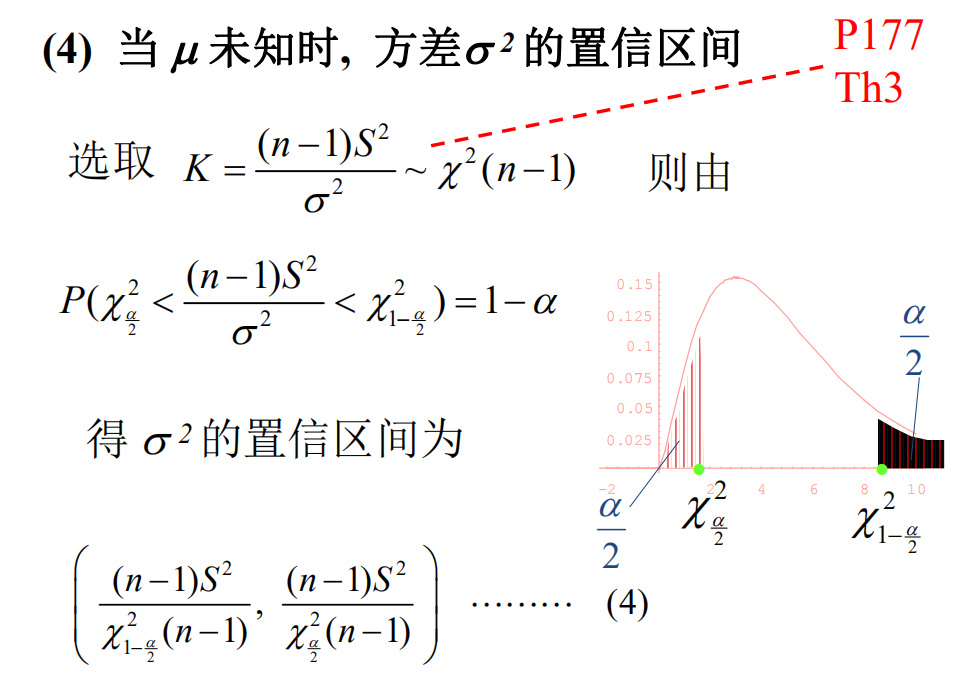 (4) 当 μ 未知时, 方差σ² 的置信区间
P177
Th3
选取 K = \frac{(n-1)S^2}{\sigma^2} ~ \chi^2(n-1) 则由
P(\chi^2_{\frac{\alpha}{2}} < \frac{(n-1)S^2}{\sigma^2} < \chi^2_{1-\frac{\alpha}{2}}) = 1-\alpha
0.15
0.125
0.1
0.075
0.05
0.025
-2 2 4 6 8 10
\frac{\alpha}{2}
\frac{\alpha}{2}
\chi^2_{\frac{\alpha}{2}}
\chi^2_{1-\frac{\alpha}{2}}
得 σ² 的置信区间为
\left( \frac{(n-1)S^2}{\chi^2_{1-\frac{\alpha}{2}}(n-1)}, \frac{(n-1)S^2}{\chi^2_{\frac{\alpha}{2}}(n-1)} \right) ········· (4)